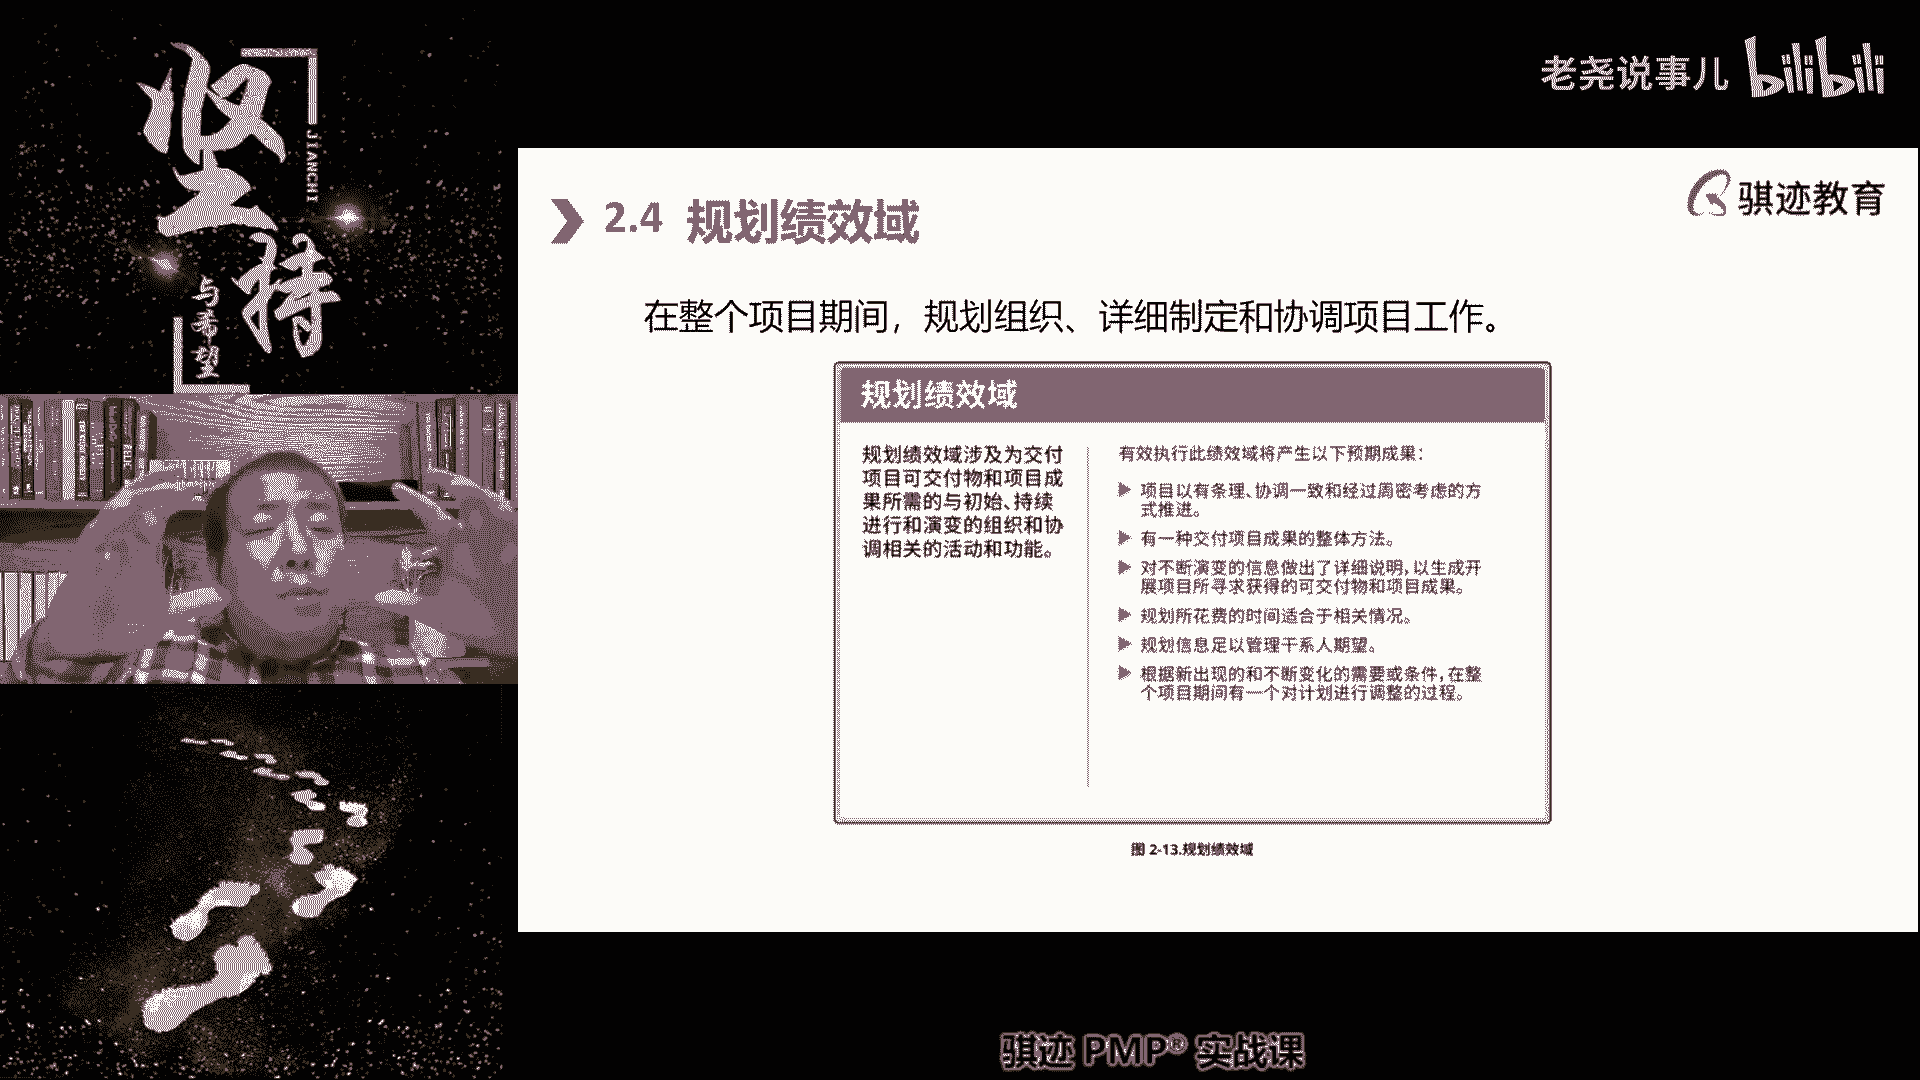 坚持
JIANCHI
与希望
老尧说事儿 bilibili
骐迹教育
2.4 规划绩效域
在整个项目期间，规划组织、详细制定和协调项目工作。
规划绩效域
规划绩效域涉及为交付
项目可交付物和项目成
果所需的与初始、持续
进行和演变的组织和协
调相关的活动和功能。
有效执行此绩效域将产生以下预期成果：
项目以有条理、协调一致和经过周密考虑的方
式推进。
有一种交付项目成果的整体方法。
对不断演变的信息做出了详细说明，以生成开
展项目所寻求获得的可交付物和项目成果。
规划所花费的时间适合于相关情况。
规划信息足以管理干系人期望。
根据新出现的和不断变化的需要或条件，在整
个项目期间有一个对计划进行调整的过程。
图 2-13.规划绩效域
骐迹 PMP® 实战课